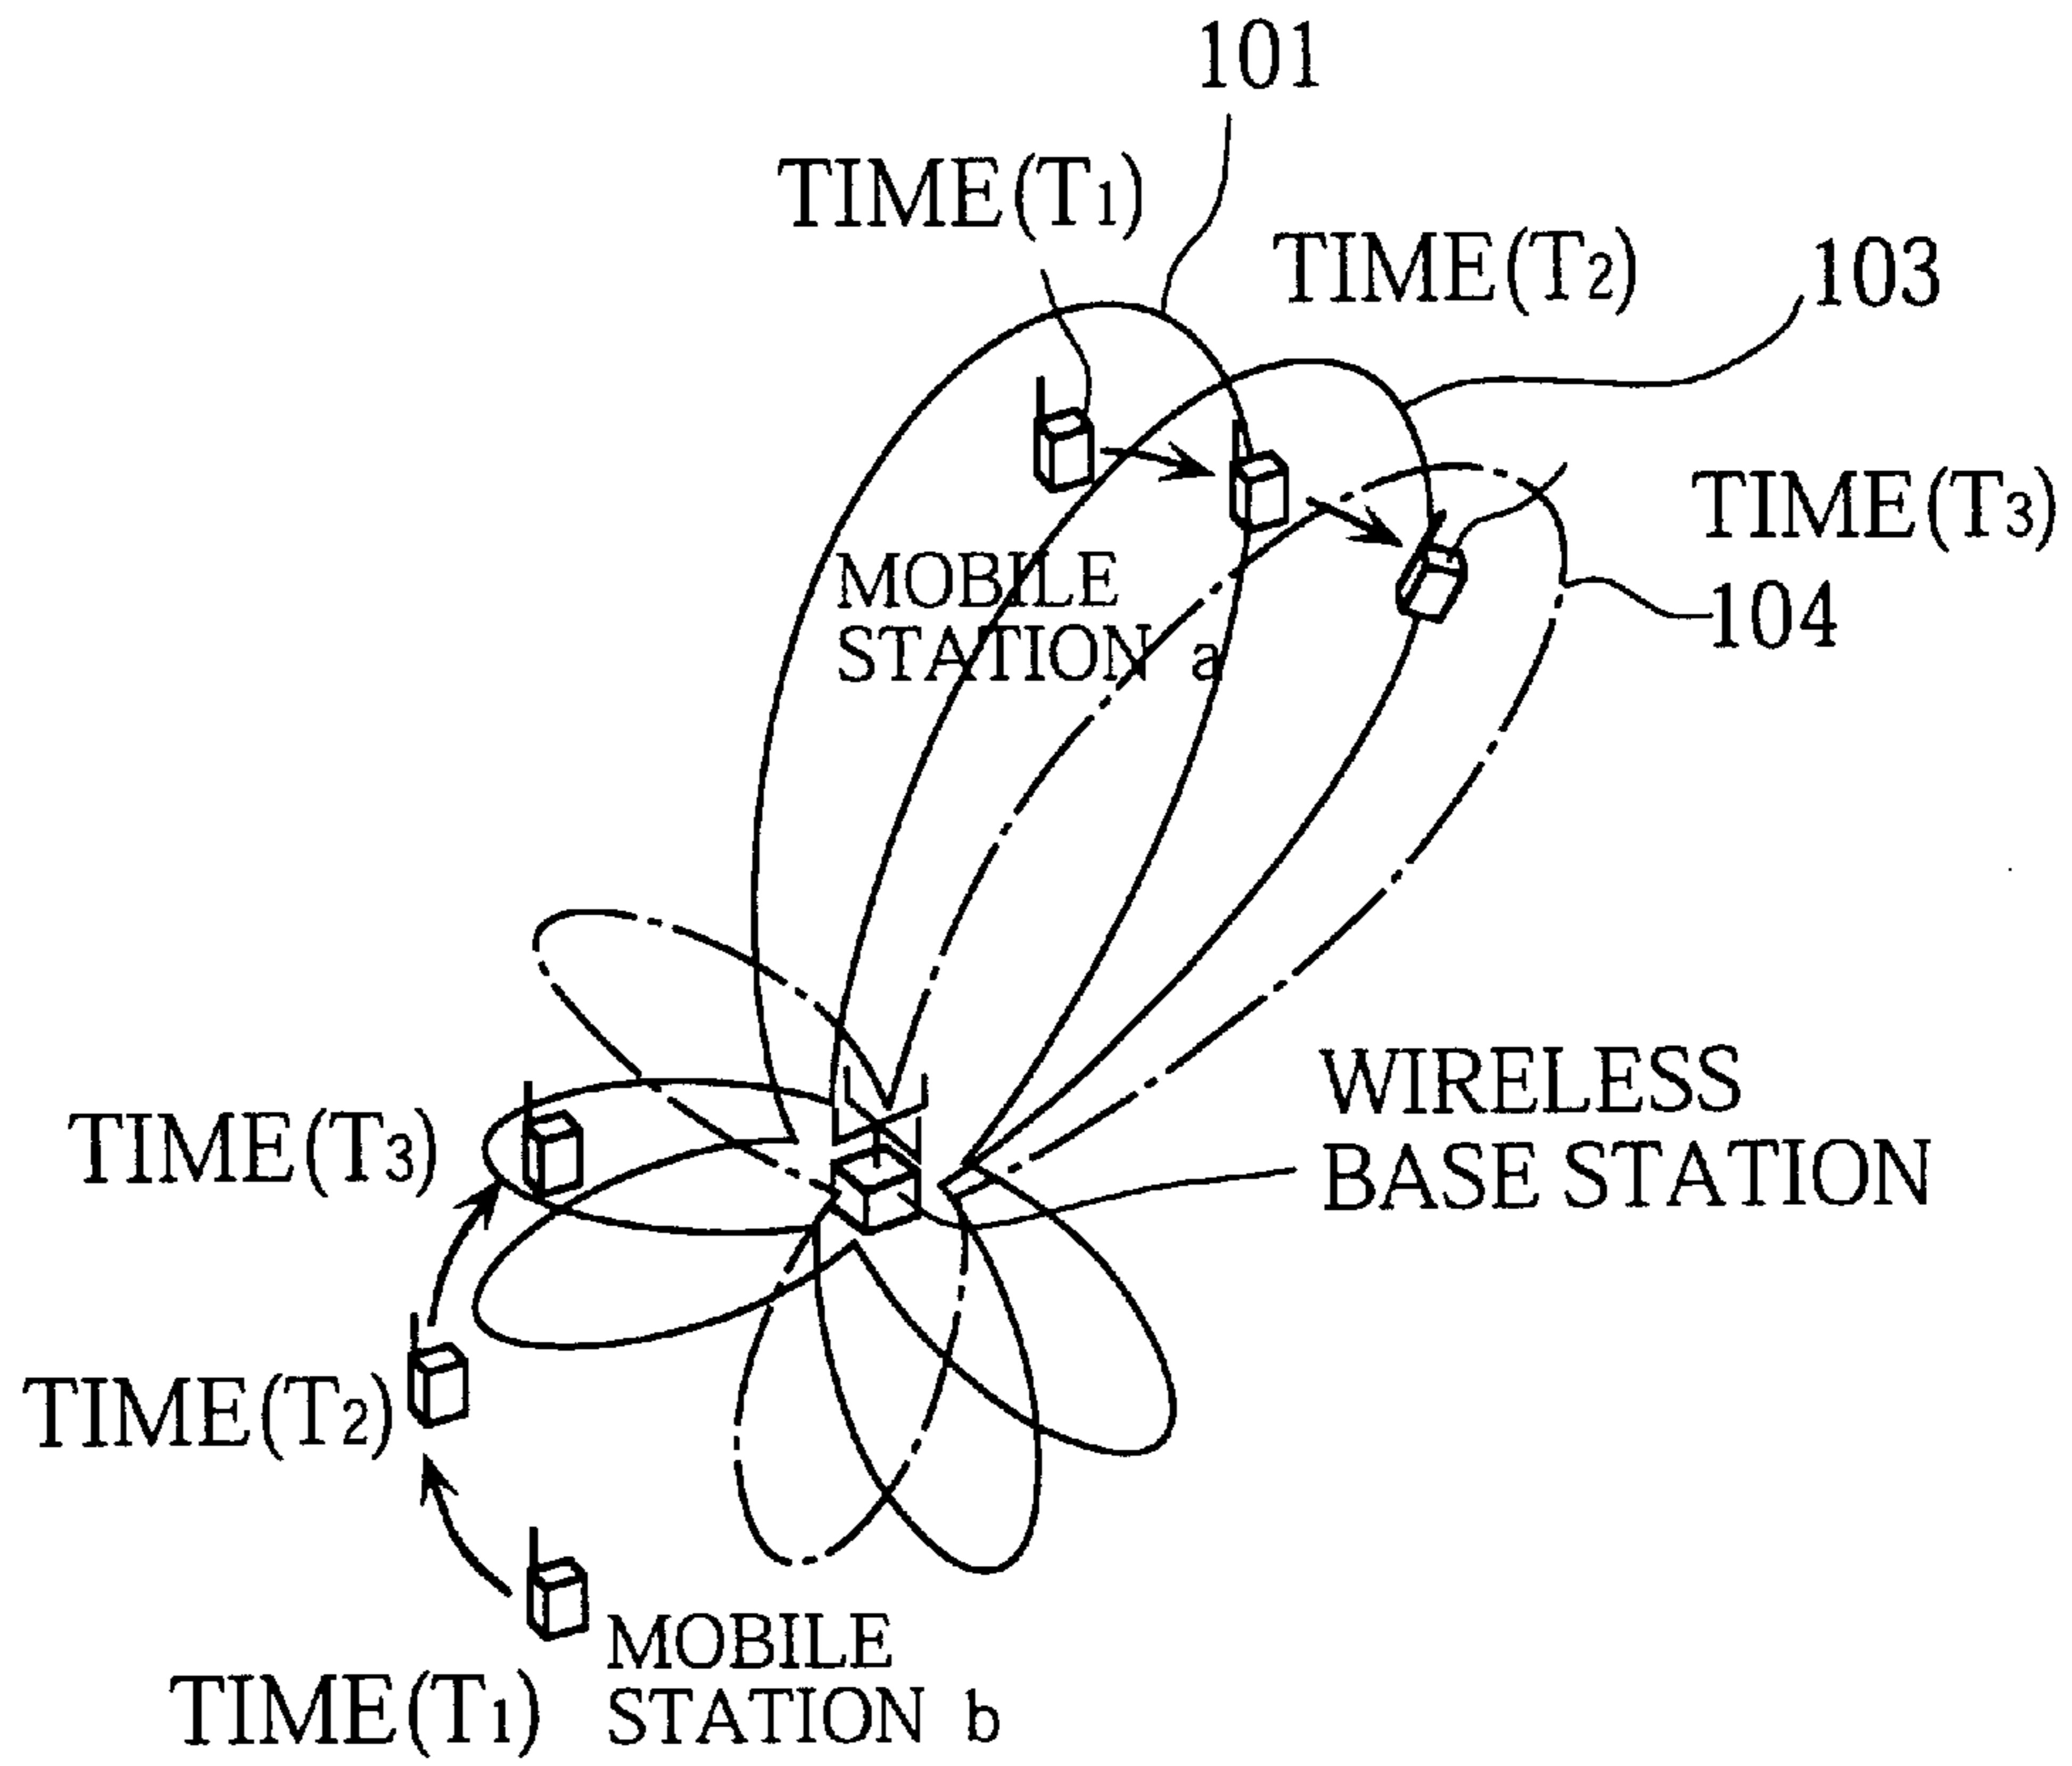 101
TIME(T1)
TIME(T2)
103
TIME(T3)
MOBILE
STATION a
104
WIRELESS
BASE STATION
TIME(T3)
TIME(T2)
MOBILE
STATION b
TIME(T1)